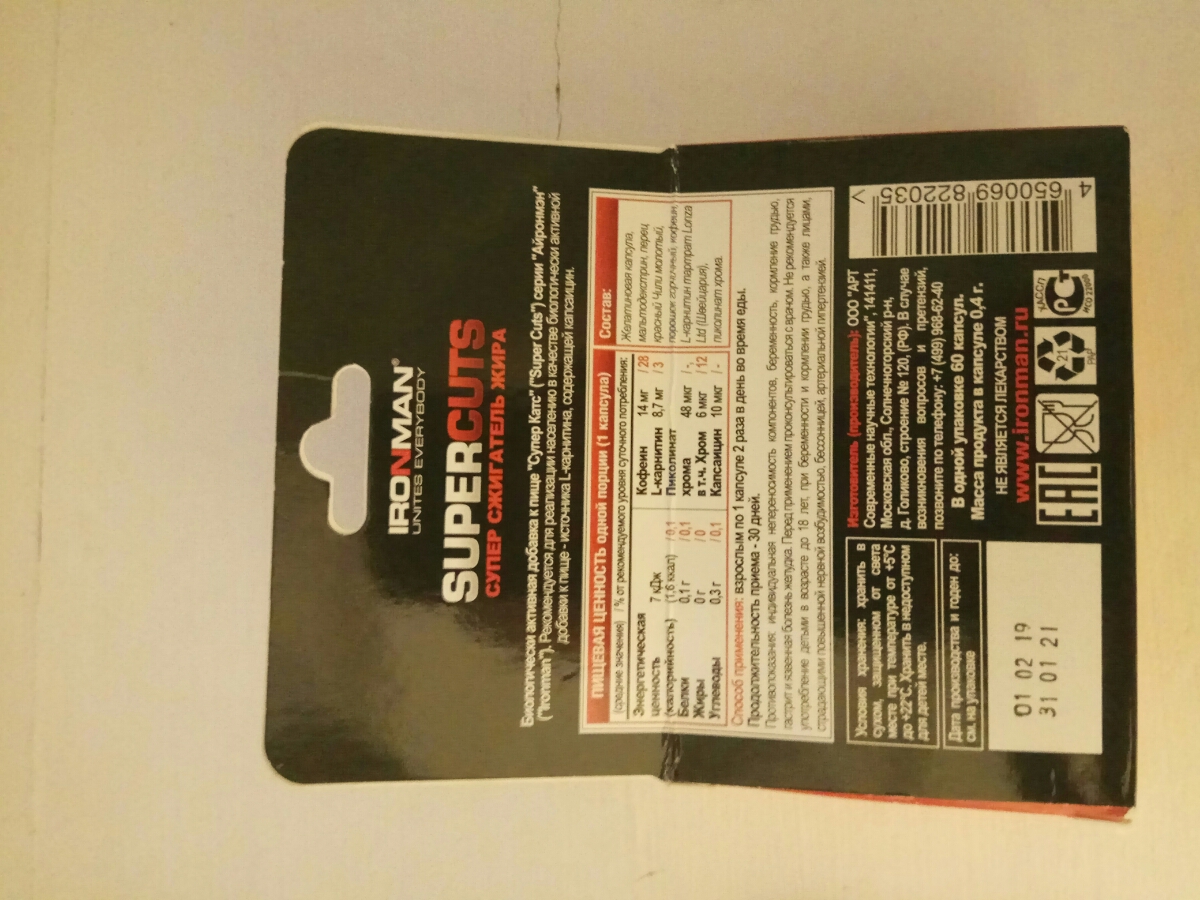 IRONMAN®
UNITES EVERYBODY
SUPERCUTS
СУПЕР СЖИГАТЕЛЬ ЖИРА
Биологически активная добавка к пище "Супер Катс" ("Super Cuts") серии "Айронмэн"
("Ironman"). Рекомендуется для реализации населению в качестве биологически активной
добавки к пище - источника L-карнитина, содержащей капсаицин.
ПИЩЕВАЯ ЦЕННОСТЬ ОДНОЙ ПОРЦИИ (1 капсула)
(средние значения) / % от рекомендуемого уровня суточного потребления:
Энергетическая
ценность 7 кДж
(калорийность) (1,6 ккал) / 0,1
Белки 0,1 г / 0,1
Жиры 0 г / 0
Углеводы 0,3 г / 0,1
Кофеин 14 мг / 28
L-карнитин 8,7 мг / 3
Пиколинат
хрома 48 мкг / -,
в т.ч. Хром 6 мкг / 12
Капсаицин 10 мкг / -
Состав:
Желатиновая капсула,
мальтодекстрин, перец
красный Чили молотый,
порошок горчичный, кофеин,
L-карнитин тартрат Lonza
Ltd (Швейцария),
пиколинат хрома.
Способ применения: взрослым по 1 капсуле 2 раза в день во время еды.
Продолжительность приема - 30 дней.
Противопоказания: индивидуальная непереносимость компонентов, беременность, кормление грудью,
гастрит и язвенная болезнь желудка. Перед применением проконсультироваться с врачом. Не рекомендуется
употребление детьми в возрасте до 18 лет, при беременности и кормлении грудью, а также лицами,
страдающими повышенной нервной возбудимостью, бессонницей, артериальной гипертензией.
Условия хранения: хранить в
сухом, защищенном от света
месте при температуре от +5°С
до +22°С. Хранить в недоступном
для детей месте.
Дата производства и годен до:
см. на упаковке
01 02 19
31 01 21
Изготовитель (производитель): ООО "АРТ
Современные научные технологии", 141411,
Московская обл., Солнечногорский р-н,
д. Голиково, строение № 120, (РФ). В случае
возникновения вопросов и претензий,
позвоните по телефону: +7 (499) 968-62-40
В одной упаковке 60 капсул.
Масса продукта в капсуле 0,4 г.
НЕ ЯВЛЯЕТСЯ ЛЕКАРСТВОМ
www.ironman.ru
EAC
21
PAP
ХАССП
РСТ
ИСО 22000
4 650069 822035 >